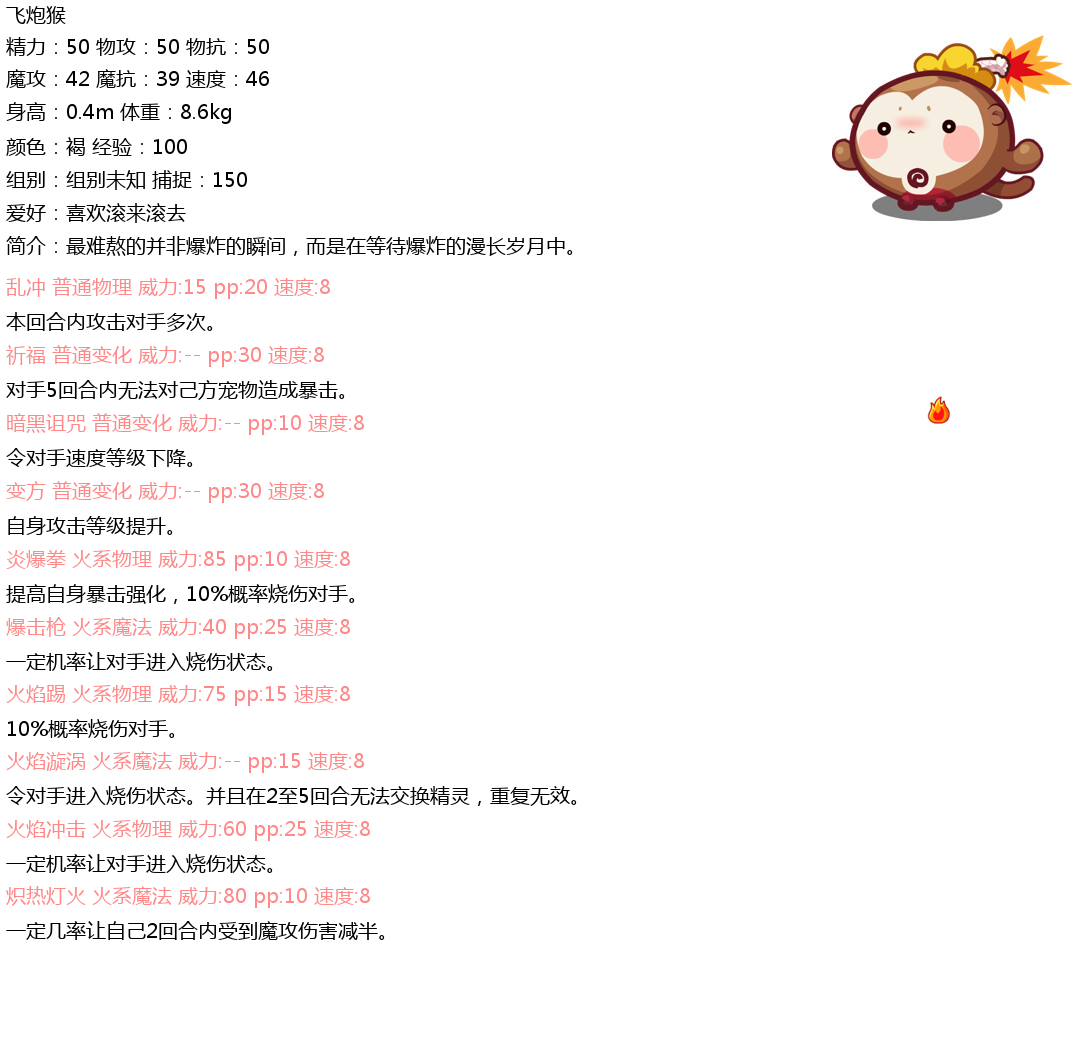 飞炮猴
精力：50 物攻：50 物抗：50
魔攻：42 魔抗：39 速度：46
身高：0.4m 体重：8.6kg
颜色：褐 经验：100
组别：组别未知 捕捉：150
爱好：喜欢滚来滚去
简介：最难熬的并非爆炸的瞬间，而是在等待爆炸的漫长岁月中。
乱冲 普通物理 威力:15 pp:20 速度:8
本回合内攻击对手多次。
祈福 普通变化 威力:-- pp:30 速度:8
对手5回合内无法对己方宠物造成暴击。
暗黑诅咒 普通变化 威力:-- pp:10 速度:8
令对手速度等级下降。
变方 普通变化 威力:-- pp:30 速度:8
自身攻击等级提升。
炎爆拳 火系物理 威力:85 pp:10 速度:8
提高自身暴击强化，10%概率烧伤对手。
爆击枪 火系魔法 威力:40 pp:25 速度:8
一定机率让对手进入烧伤状态。
火焰踢 火系物理 威力:75 pp:15 速度:8
10%概率烧伤对手。
火焰漩涡 火系魔法 威力:-- pp:15 速度:8
令对手进入烧伤状态。并且在2至5回合无法交换精灵，重复无效。
火焰冲击 火系物理 威力:60 pp:25 速度:8
一定机率让对手进入烧伤状态。
炽热灯火 火系魔法 威力:80 pp:10 速度:8
一定几率让自己2回合内受到魔攻伤害减半。